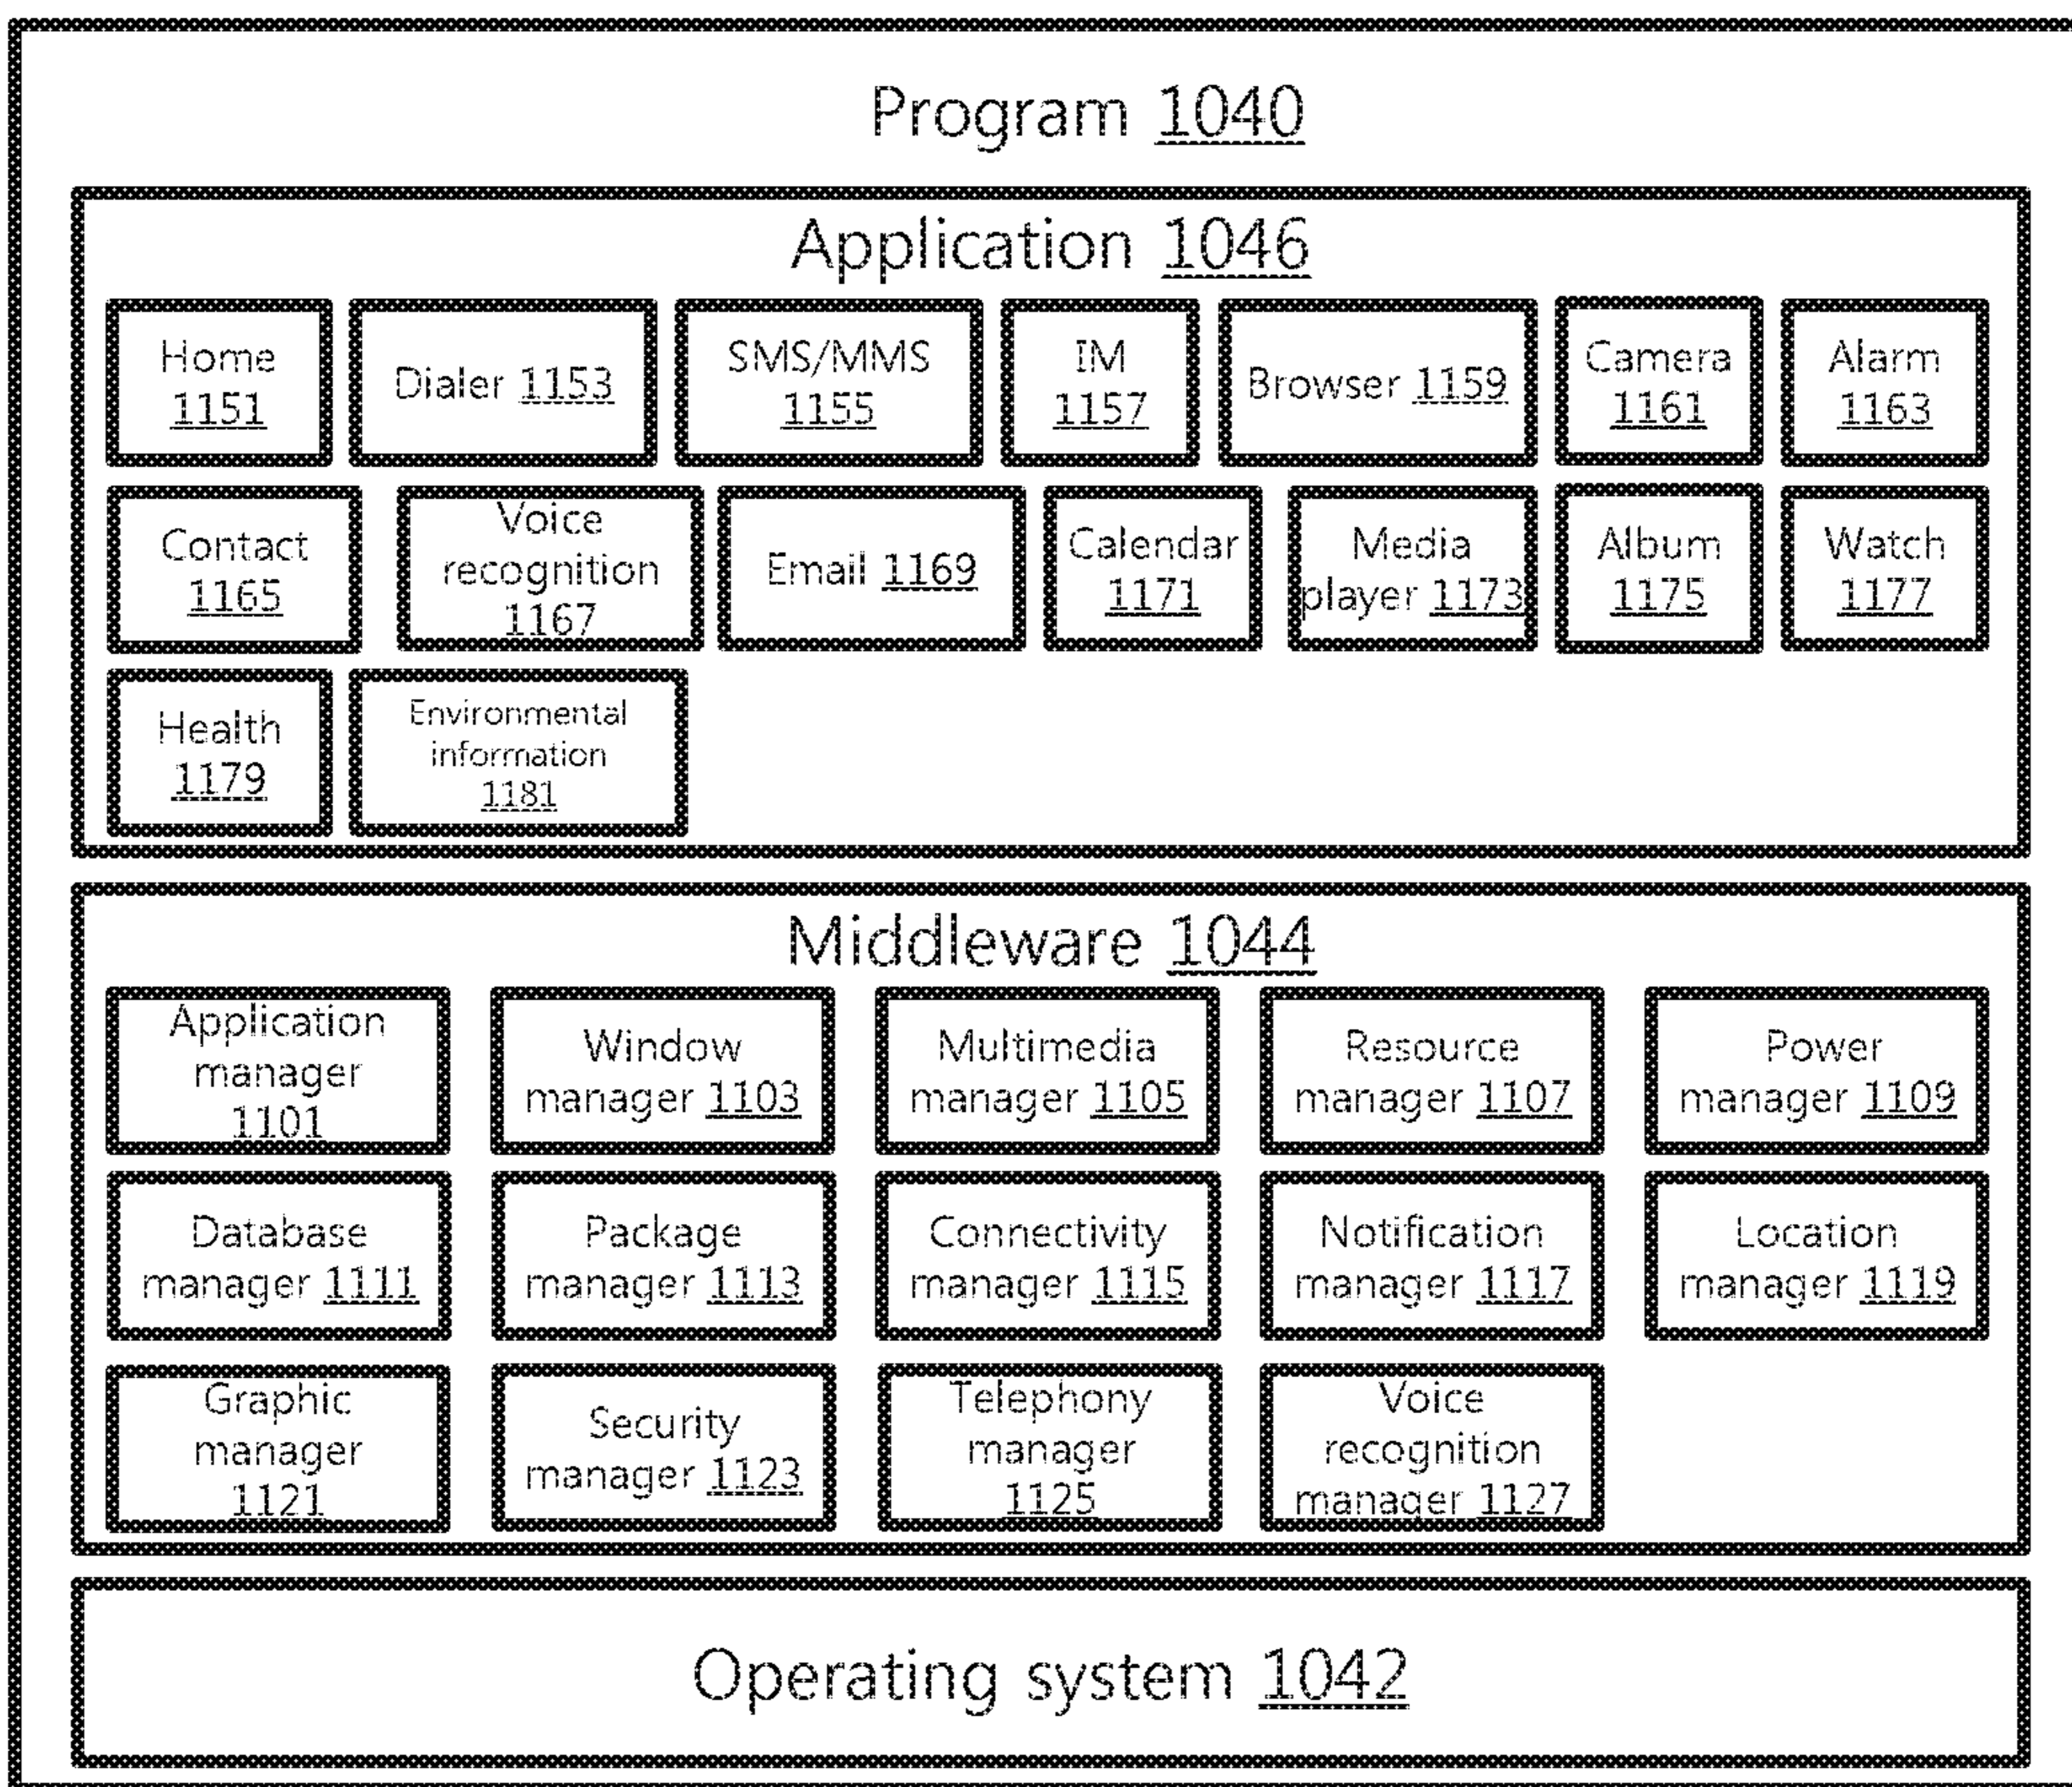 Program 1040
Application 1046
Home
1151
Dialer 1153
SMS/MMS
1155
IM
1157
Browser 1159
Camera
1161
Alarm
1163
Contact
1165
Voice
recognition
1167
Email 1169
Calendar
1171
Media
player 1173
Album
1175
Watch
1177
Health
1179
Environmental
information
1181
Middleware 1044
Application
manager
1101
Window
manager 1103
Multimedia
manager 1105
Resource
manager 1107
Power
manager 1109
Database
manager 1111
Package
manager 1113
Connectivity
manager 1115
Notification
manager 1117
Location
manager 1119
Graphic
manager
1121
Security
manager 1123
Telephony
manager
1125
Voice
recognition
manager 1127
Operating system 1042